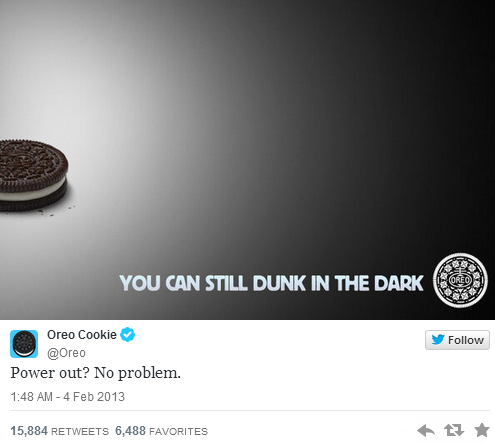 YOU CAN STILL DUNK IN THE DARK
OREO
Oreo Cookie
@Oreo
Follow
Power out? No problem.
1:48 AM - 4 Feb 2013
15,884 RETWEETS 6,488 FAVORITES